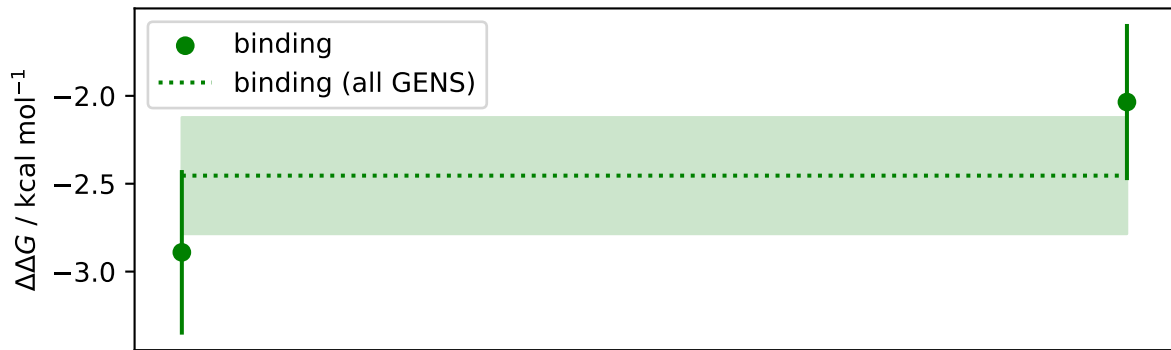 binding
binding (all GENS)
−2.0
−2.5
−3.0
ΔΔG / kcal mol⁻¹